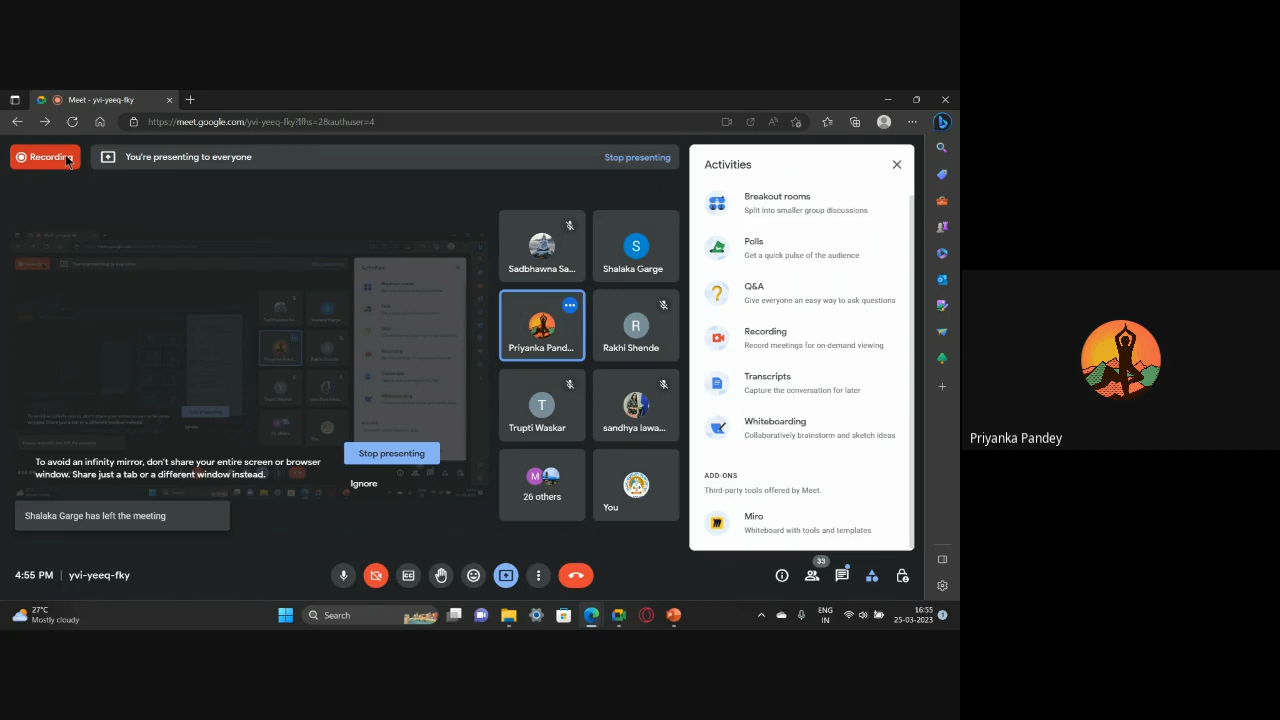 Meet - yvi-yeeq-fky
https://meet.google.com/yvi-yeeq-fky?lfhs=2&authuser=4
Recording
You're presenting to everyone
Stop presenting
Activities
Breakout rooms
Split into smaller group discussions
Polls
Get a quick pulse of the audience
Q&A
Give everyone an easy way to ask questions
Recording
Record meetings for on-demand viewing
Transcripts
Capture the conversation for later
Whiteboarding
Collaboratively brainstorm and sketch ideas
ADD-ONS
Third-party tools offered by Meet.
Miro
Whiteboard with tools and templates
Sadbhawna Sa...
S
Shalaka Garge
Priyanka Pand...
R
Rakhi Shende
T
Trupti Waskar
sandhya lawa...
M
26 others
You
To avoid an infinity mirror, don't share your entire screen or browser
window. Share just a tab or a different window instead.
Stop presenting
Ignore
Shalaka Garge has left the meeting
4:55 PM | yvi-yeeq-fky
33
27°C
Mostly cloudy
Search
ENG
IN
16:55
25-03-2023
1
Priyanka Pandey